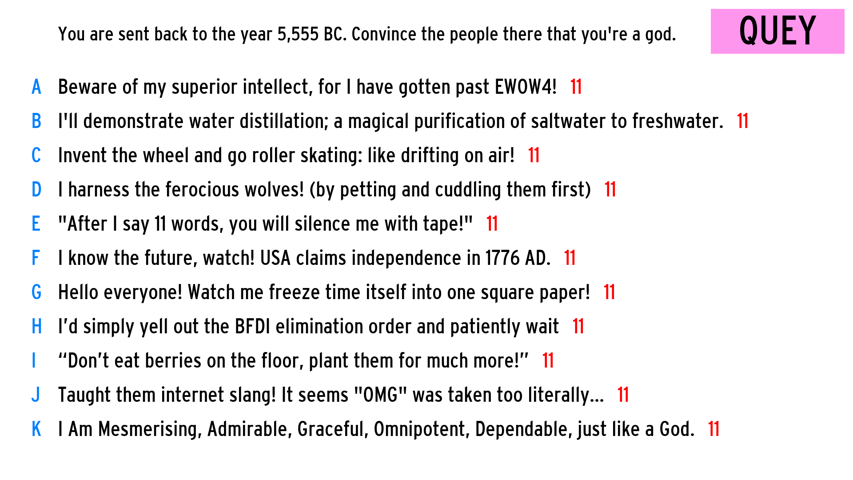 You are sent back to the year 5,555 BC. Convince the people there that you're a god.
QUEY
A Beware of my superior intellect, for I have gotten past EWOW4! 11
B I'll demonstrate water distillation; a magical purification of saltwater to freshwater. 11
C Invent the wheel and go roller skating: like drifting on air! 11
D I harness the ferocious wolves! (by petting and cuddling them first) 11
E "After I say 11 words, you will silence me with tape!" 11
F I know the future, watch! USA claims independence in 1776 AD. 11
G Hello everyone! Watch me freeze time itself into one square paper! 11
H I’d simply yell out the BFDI elimination order and patiently wait 11
I “Don’t eat berries on the floor, plant them for much more!” 11
J Taught them internet slang! It seems "OMG" was taken too literally... 11
K I Am Mesmerising, Admirable, Graceful, Omnipotent, Dependable, just like a God. 11